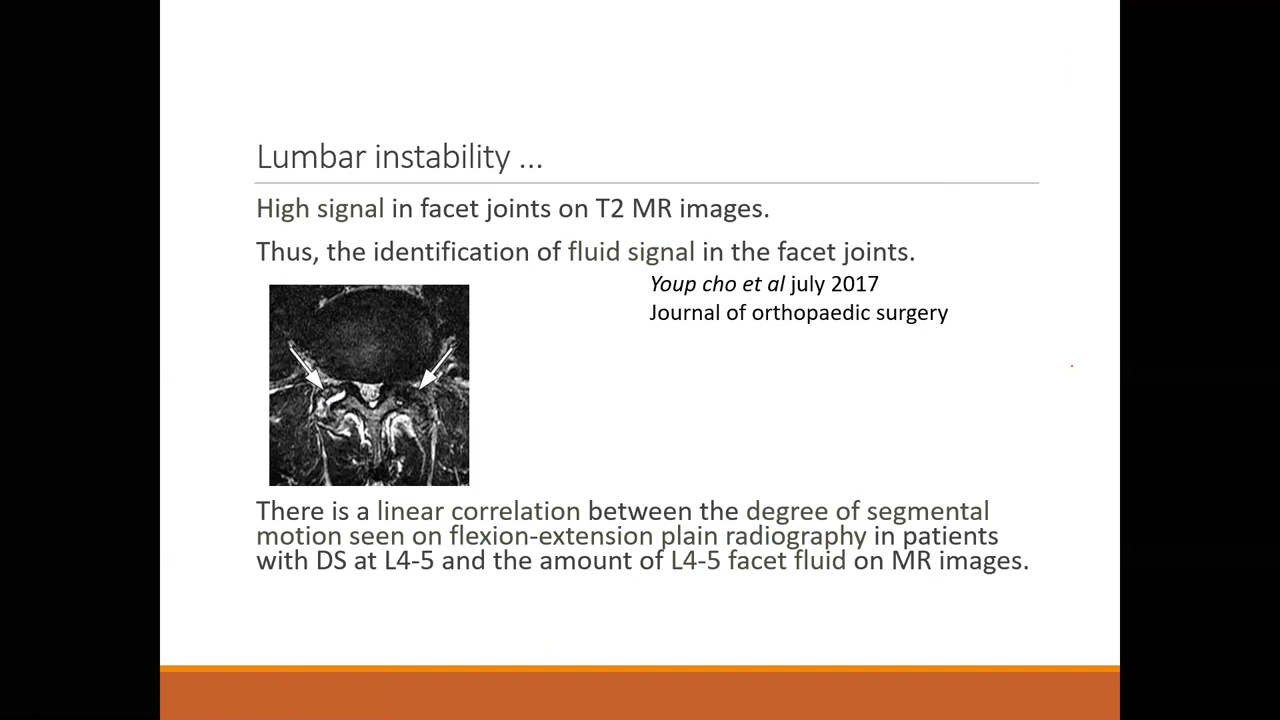 Lumbar instability ...
High signal in facet joints on T2 MR images.
Thus, the identification of fluid signal in the facet joints.
Youp cho et al july 2017
Journal of orthopaedic surgery
There is a linear correlation between the degree of segmental
motion seen on flexion-extension plain radiography in patients
with DS at L4-5 and the amount of L4-5 facet fluid on MR images.